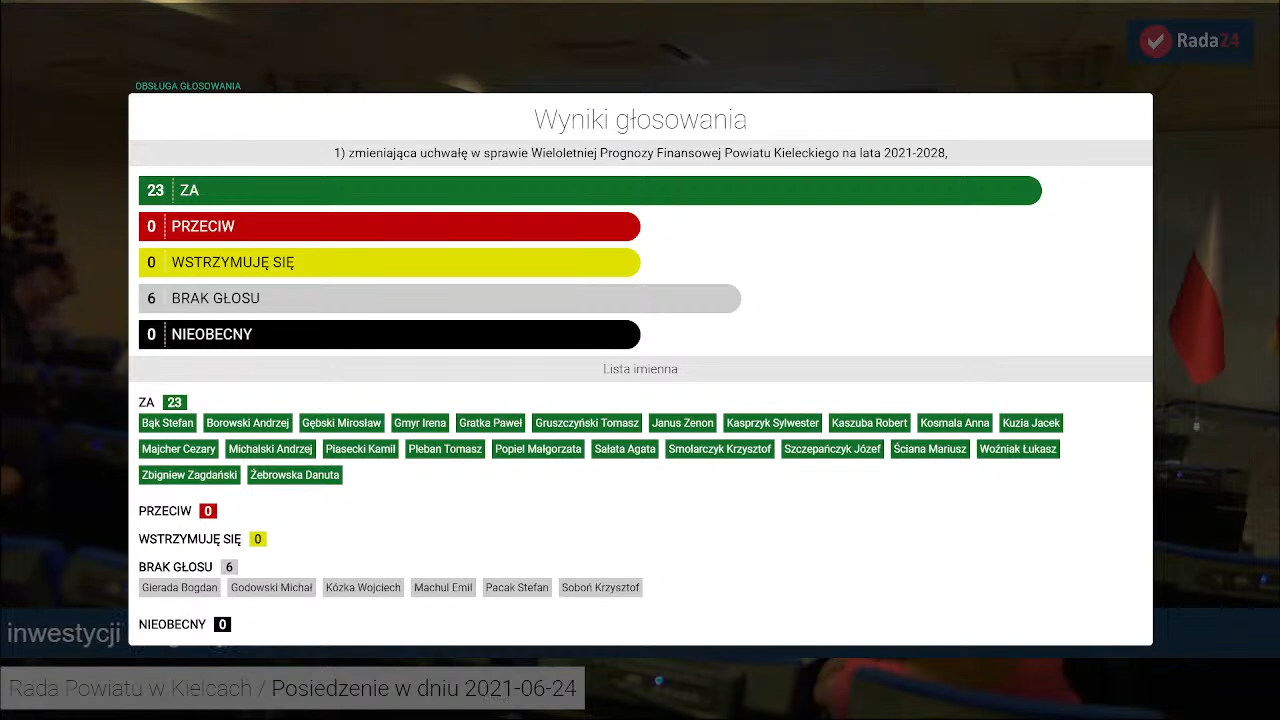 Rada24
OBSŁUGA GŁOSOWANIA
Wyniki głosowania
1) zmieniająca uchwałę w sprawie Wieloletniej Prognozy Finansowej Powiatu Kieleckiego na lata 2021-2028,
23 ZA
0 PRZECIW
0 WSTRZYMUJĘ SIĘ
6 BRAK GŁOSU
0 NIEOBECNY
Lista imienna
ZA 23
Bąk Stefan Borowski Andrzej Gębski Mirosław Gmyr Irena Gratka Paweł Gruszczyński Tomasz Janus Zenon Kasprzyk Sylwester Kaszuba Robert Kosmala Anna Kuzia Jacek
Majcher Cezary Michalski Andrzej Piasecki Kamil Pleban Tomasz Popiel Małgorzata Sałata Agata Smolarczyk Krzysztof Szczepańczyk Józef Ściana Mariusz Woźniak Łukasz
Zbigniew Zagdański Żebrowska Danuta
PRZECIW 0
WSTRZYMUJĘ SIĘ 0
BRAK GŁOSU 6
Gierada Bogdan Godowski Michał Kózka Wojciech Machul Emil Pacak Stefan Soboń Krzysztof
NIEOBECNY 0
inwestycji
Rada Powiatu w Kielcach / Posiedzenie w dniu 2021-06-24